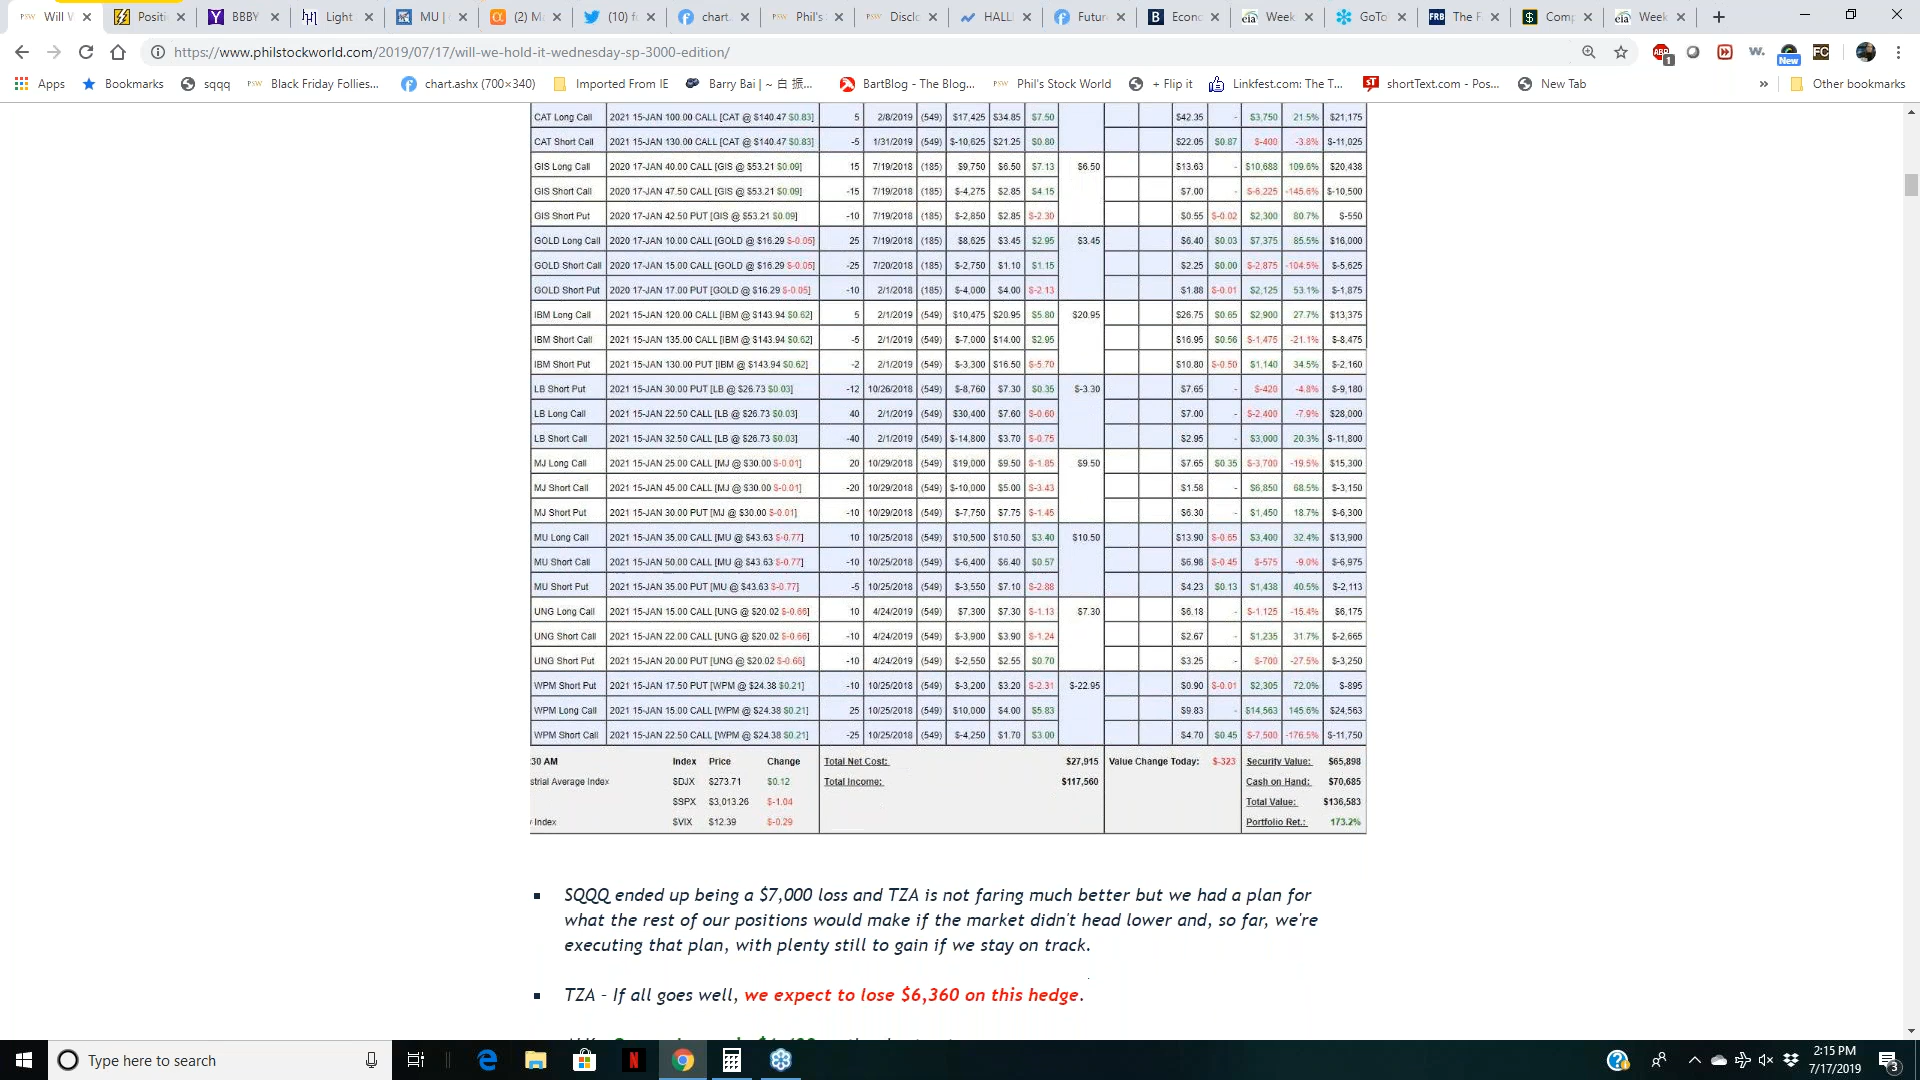 Will W
Positi
BBBY
Light
MU | (
(2) M
(10) f
chart.
Phil's
Disclo
HALL
Futur
Econ
Week
GoTo
The F
Comp
Week
https://www.philstockworld.com/2019/07/17/will-we-hold-it-wednesday-sp-3000-edition/
Apps Bookmarks sqqq Black Friday Follies... chart.ashx (700×340) Imported From IE Barry Bai | ~ 白 振... BartBlog - The Blog... Phil's Stock World + Flip it Linkfest.com: The T... shortText.com - Pos... New Tab » Other bookmarks
CAT Long Call 2021 15-JAN 100.00 CALL [CAT @ $140.47 $0.83] 5 2/8/2019 (549) $17,425 $34.85 $7.50 $42.35 - $3,750 21.5% $21,175
CAT Short Call 2021 15-JAN 130.00 CALL [CAT @ $140.47 $0.83] -5 1/31/2019 (549) $-10,625 $21.25 $0.80 $22.05 $0.87 $-400 -3.8% $-11,025
GIS Long Call 2020 17-JAN 40.00 CALL [GIS @ $53.21 $0.09] 15 7/19/2018 (185) $9,750 $6.50 $7.13 $6.50 $13.63 - $10,688 109.6% $20,438
GIS Short Call 2020 17-JAN 47.50 CALL [GIS @ $53.21 $0.09] -15 7/19/2018 (185) $-4,275 $2.85 $4.15 $7.00 - $-6,225 -145.6% $-10,500
GIS Short Put 2020 17-JAN 42.50 PUT [GIS @ $53.21 $0.09] -10 7/19/2018 (185) $-2,850 $2.85 $-2.30 $0.55 $-0.02 $2,300 80.7% $-550
GOLD Long Call 2020 17-JAN 10.00 CALL [GOLD @ $16.29 $-0.05] 25 7/19/2018 (185) $8,625 $3.45 $2.95 $3.45 $6.40 $0.03 $7,375 85.5% $16,000
GOLD Short Call 2020 17-JAN 15.00 CALL [GOLD @ $16.29 $-0.05] -25 7/20/2018 (185) $-2,750 $1.10 $1.15 $2.25 $0.00 $-2,875 -104.5% $-5,625
GOLD Short Put 2020 17-JAN 17.00 PUT [GOLD @ $16.29 $-0.05] -10 2/1/2018 (185) $-4,000 $4.00 $-2.13 $1.88 $-0.01 $2,125 53.1% $-1,875
IBM Long Call 2021 15-JAN 120.00 CALL [IBM @ $143.94 $0.62] 5 2/1/2019 (549) $10,475 $20.95 $5.80 $20.95 $26.75 $0.65 $2,900 27.7% $13,375
IBM Short Call 2021 15-JAN 135.00 CALL [IBM @ $143.94 $0.62] -5 2/1/2019 (549) $-7,000 $14.00 $2.95 $16.95 $0.56 $-1,475 -21.1% $-8,475
IBM Short Put 2021 15-JAN 130.00 PUT [IBM @ $143.94 $0.62] -2 2/1/2019 (549) $-3,300 $16.50 $-5.70 $10.80 $-0.50 $1,140 34.5% $-2,160
LB Short Put 2021 15-JAN 30.00 PUT [LB @ $26.73 $0.03] -12 10/26/2018 (549) $-8,760 $7.30 $0.35 $-3.30 $7.65 - $-420 -4.8% $-9,180
LB Long Call 2021 15-JAN 22.50 CALL [LB @ $26.73 $0.03] 40 2/1/2019 (549) $30,400 $7.60 $-0.60 $7.00 - $-2,400 -7.9% $28,000
LB Short Call 2021 15-JAN 32.50 CALL [LB @ $26.73 $0.03] -40 2/1/2019 (549) $-14,800 $3.70 $-0.75 $2.95 - $3,000 20.3% $-11,800
MJ Long Call 2021 15-JAN 25.00 CALL [MJ @ $30.00 $-0.01] 20 10/29/2018 (549) $19,000 $9.50 $-1.85 $9.50 $7.65 $0.35 $-3,700 -19.5% $15,300
MJ Short Call 2021 15-JAN 45.00 CALL [MJ @ $30.00 $-0.01] -20 10/29/2018 (549) $-10,000 $5.00 $-3.43 $1.58 - $6,850 68.5% $-3,150
MJ Short Put 2021 15-JAN 30.00 PUT [MJ @ $30.00 $-0.01] -10 10/29/2018 (549) $-7,750 $7.75 $-1.45 $6.30 - $1,450 18.7% $-6,300
MU Long Call 2021 15-JAN 35.00 CALL [MU @ $43.63 $-0.77] 10 10/25/2018 (549) $10,500 $10.50 $3.40 $10.50 $13.90 $-0.65 $3,400 32.4% $13,900
MU Short Call 2021 15-JAN 50.00 CALL [MU @ $43.63 $-0.77] -10 10/25/2018 (549) $-6,400 $6.40 $0.57 $6.98 $-0.45 $-575 -9.0% $-6,975
MU Short Put 2021 15-JAN 35.00 PUT [MU @ $43.63 $-0.77] -5 10/25/2018 (549) $-3,550 $7.10 $-2.88 $4.23 $0.13 $1,438 40.5% $-2,113
UNG Long Call 2021 15-JAN 15.00 CALL [UNG @ $20.02 $-0.66] 10 4/24/2019 (549) $7,300 $7.30 $-1.13 $7.30 $6.18 - $-1,125 -15.4% $6,175
UNG Short Call 2021 15-JAN 22.00 CALL [UNG @ $20.02 $-0.66] -10 4/24/2019 (549) $-3,900 $3.90 $-1.24 $2.67 - $1,235 31.7% $-2,665
UNG Short Put 2021 15-JAN 20.00 PUT [UNG @ $20.02 $-0.66] -10 4/24/2019 (549) $-2,550 $2.55 $0.70 $3.25 - $-700 -27.5% $-3,250
WPM Short Put 2021 15-JAN 17.50 PUT [WPM @ $24.38 $0.21] -10 10/25/2018 (549) $-3,200 $3.20 $-2.31 $-22.95 $0.90 $-0.01 $2,305 72.0% $-895
WPM Long Call 2021 15-JAN 15.00 CALL [WPM @ $24.38 $0.21] 25 10/25/2018 (549) $10,000 $4.00 $5.83 $9.83 - $14,563 145.6% $24,563
WPM Short Call 2021 15-JAN 22.50 CALL [WPM @ $24.38 $0.21] -25 10/25/2018 (549) $-4,250 $1.70 $3.00 $4.70 $0.45 $-7,500 -176.5% $-11,750
:30 AM Index Price Change Total Net Cost: $27,915 Value Change Today: $-323 Security Value: $65,898
strial Average Index $DJX $273.71 $0.12 Total Income: $117,560 Cash on Hand: $70,685
$SPX $3,013.26 $-1.04 Total Value: $136,583
Index $VIX $12.39 $-0.29 Portfolio Ret.: 173.2%
SQQQ ended up being a $7,000 loss and TZA is not faring much better but we had a plan for
what the rest of our positions would make if the market didn't head lower and, so far, we're
executing that plan, with plenty still to gain if we stay on track.
TZA - If all goes well, we expect to lose $6,360 on this hedge.
Type here to search
2:15 PM
7/17/2019
3